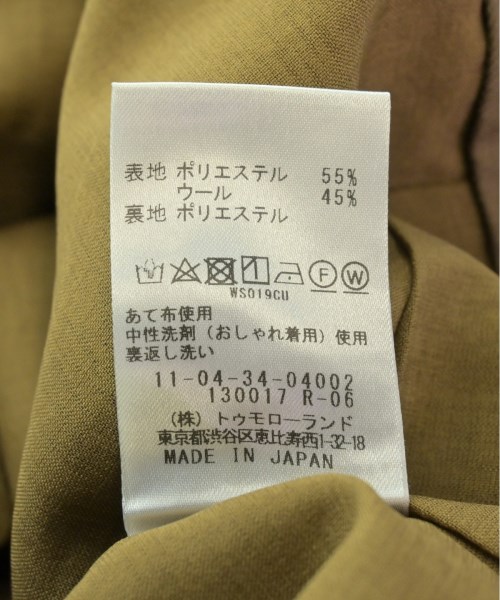 表地 ポリエステル 55%
ウール 45%
裏地 ポリエステル
F W
WS019CU
あて布使用
中性洗剤（おしゃれ着用）使用
裏返し洗い
11-04-34-04002
130017 R-06
（株）トゥモローランド
東京都渋谷区恵比寿西1-32-18
MADE IN JAPAN